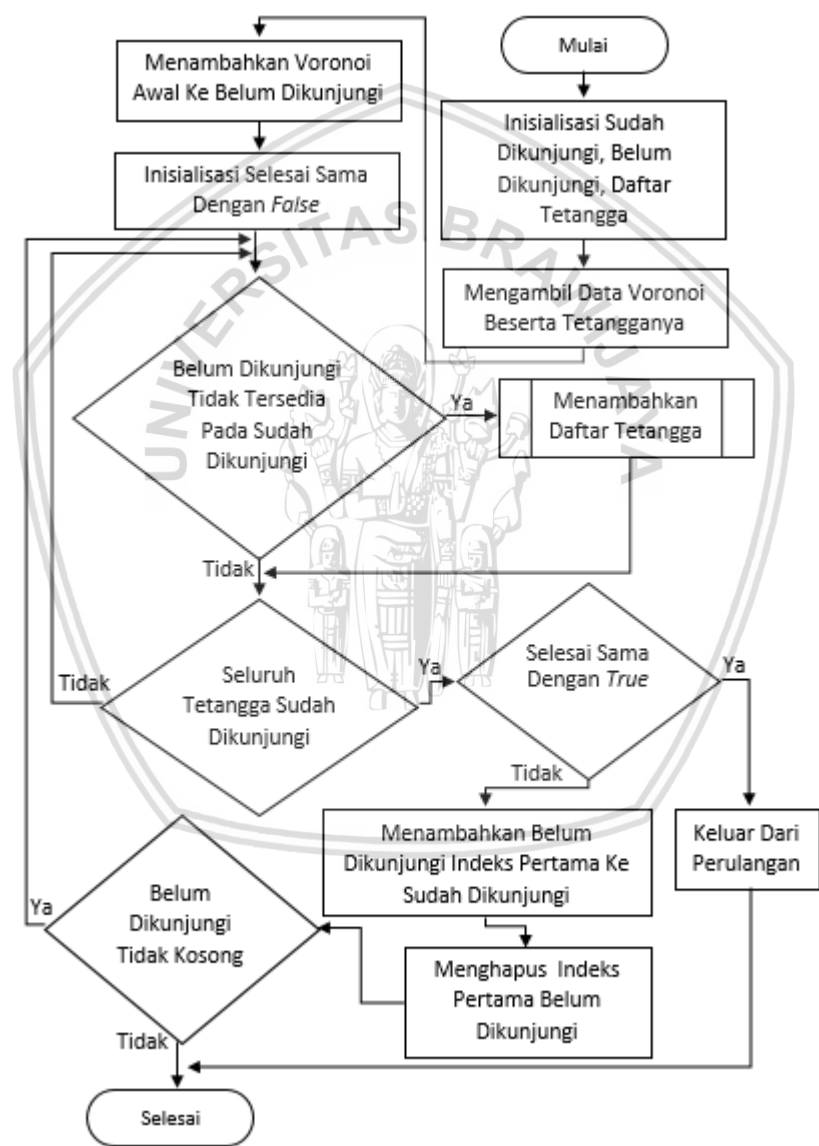 Mulai
Inisialisasi Sudah
Dikunjungi, Belum
Dikunjungi, Daftar
Tetangga
Mengambil Data Voronoi
Beserta Tetangganya
Menambahkan Voronoi
Awal Ke Belum Dikunjungi
Inisialisasi Selesai Sama
Dengan False
Belum Dikunjungi
Tidak Tersedia
Pada Sudah
Dikunjungi
Ya
Menambahkan
Daftar Tetangga
Tidak
Seluruh
Tetangga Sudah
Dikunjungi
Tidak
Ya
Selesai Sama
Dengan True
Ya
Tidak
Menambahkan Belum
Dikunjungi Indeks Pertama Ke
Sudah Dikunjungi
Keluar Dari
Perulangan
Menghapus Indeks
Pertama Belum
Dikunjungi
Belum
Dikunjungi
Tidak Kosong
Ya
Tidak
Selesai
UNIVERSITAS BRAWIJAYA